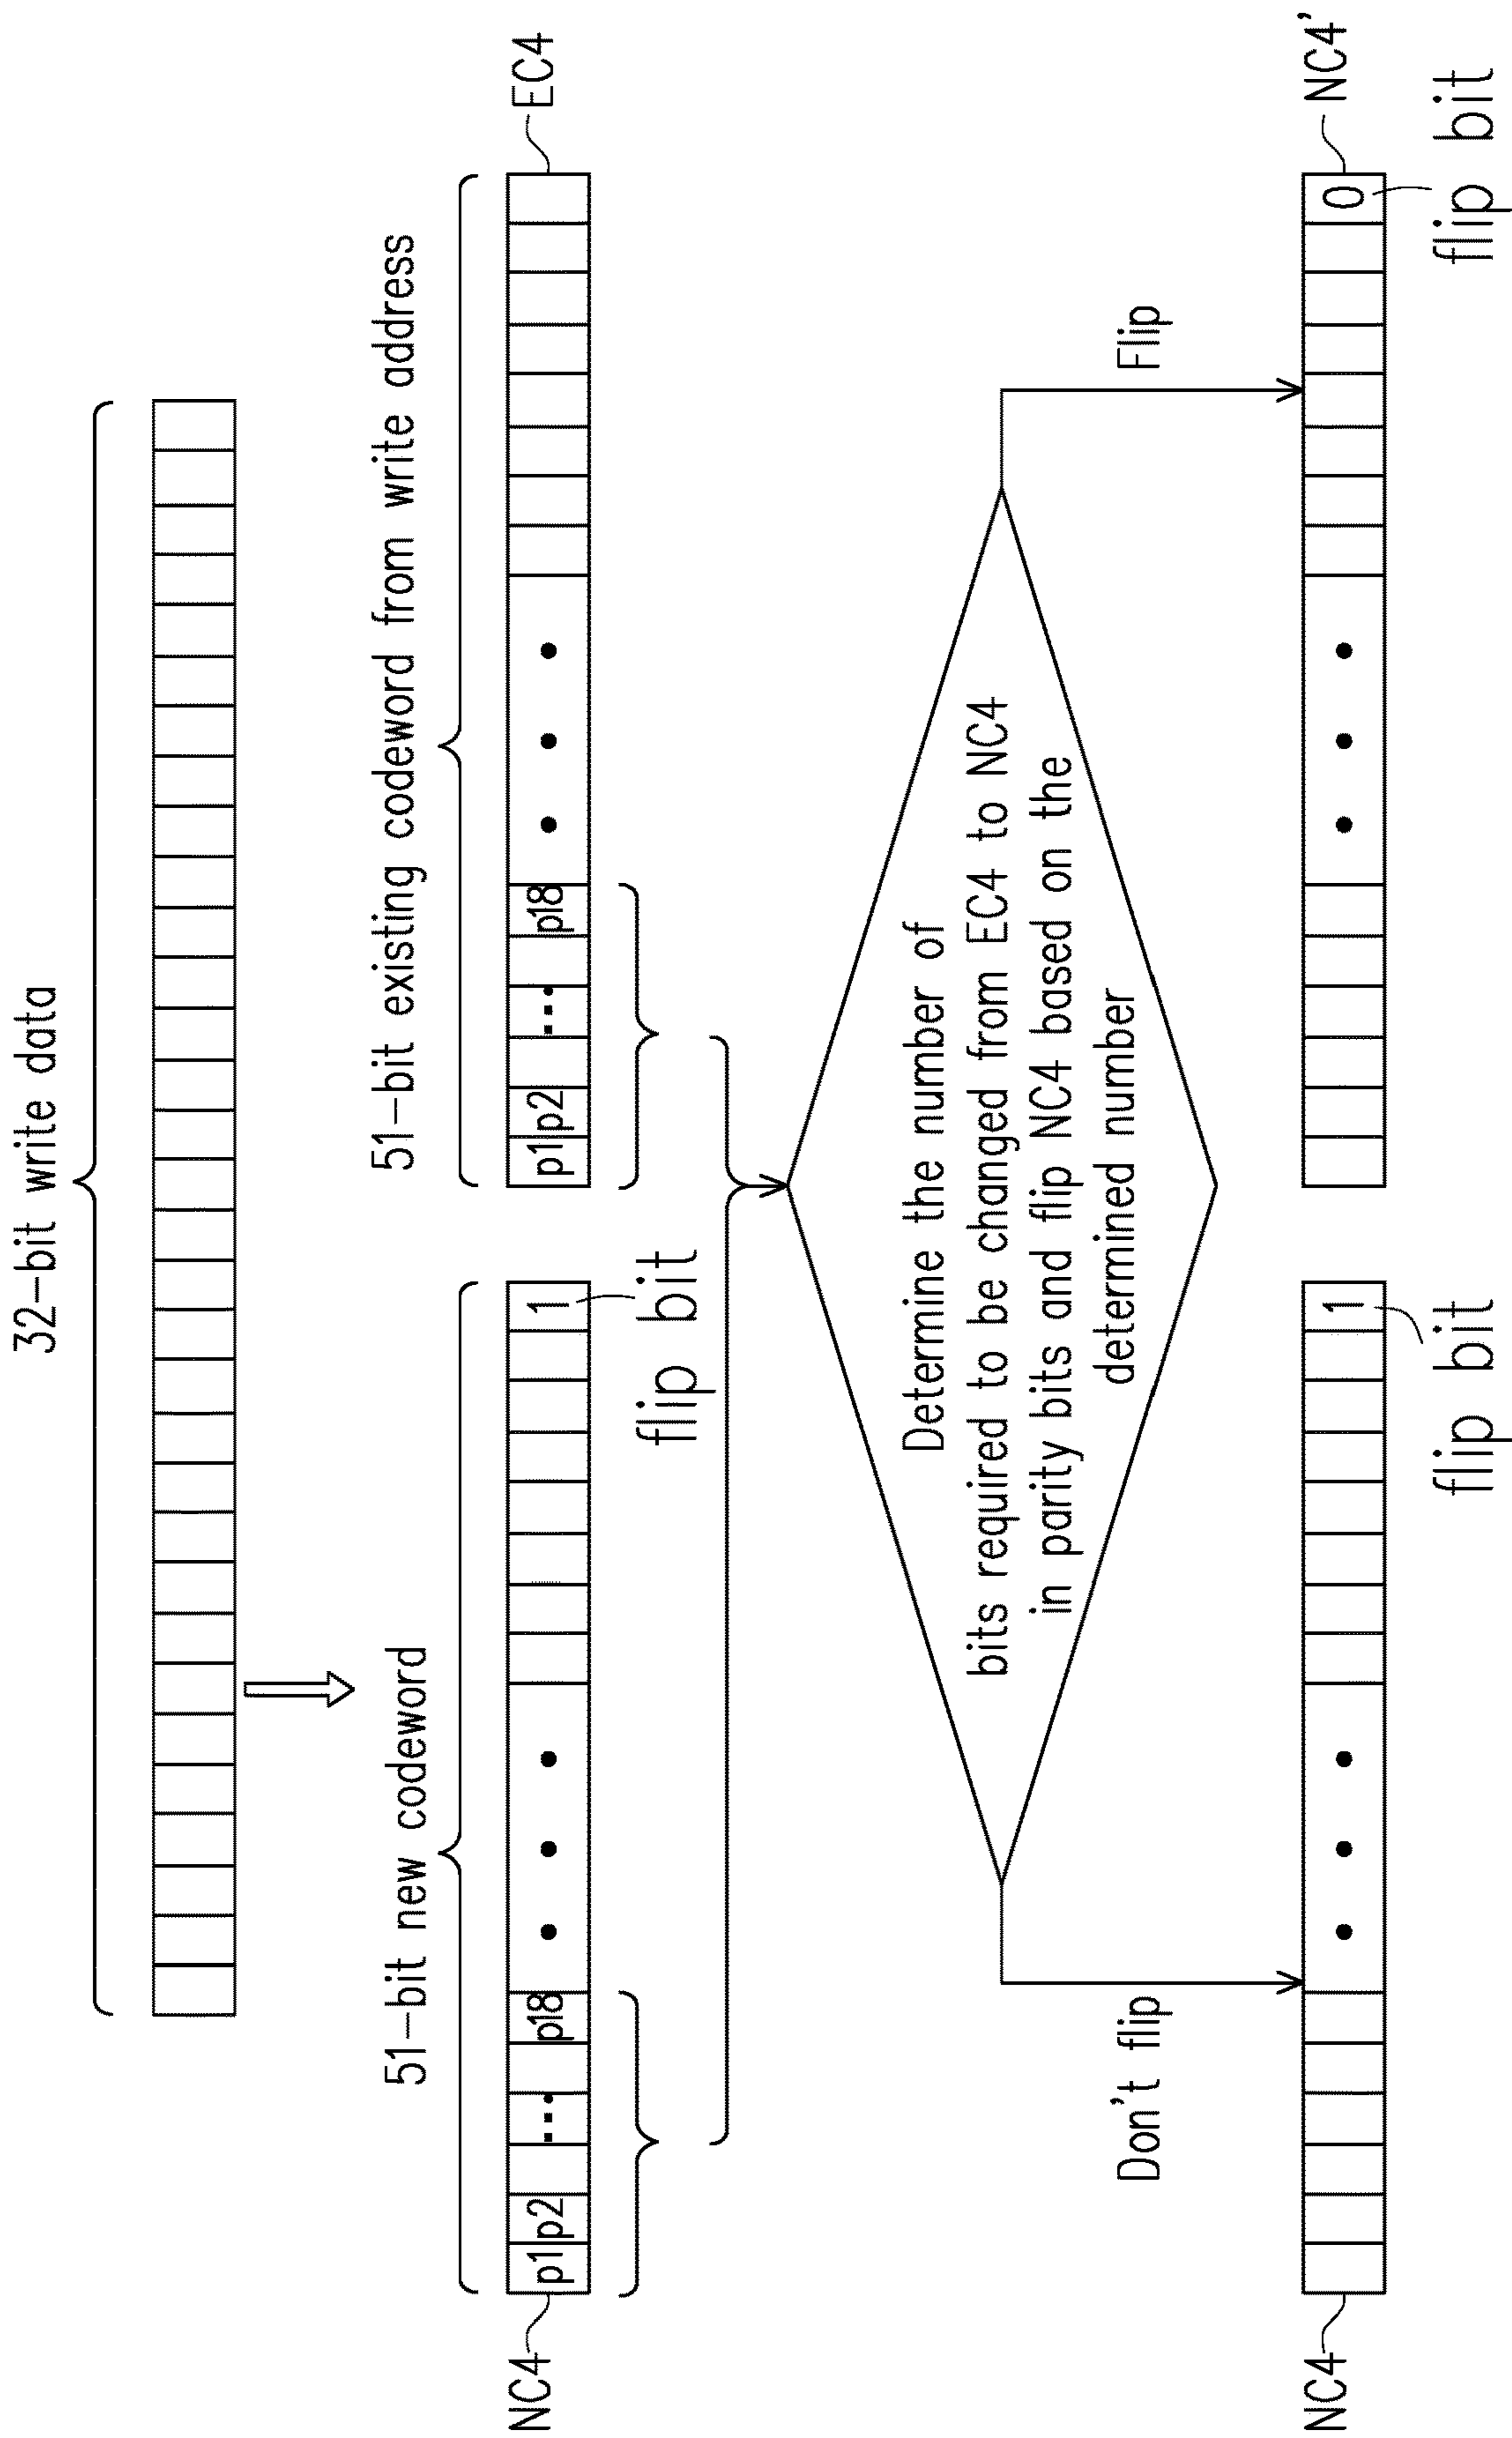 32-bit write data
51-bit new codeword
51-bit existing codeword from write address
NC4
p1 p2 ... p18
1
p1 p2 ... p18
EC4
flip bit
Determine the number of
bits required to be changed from EC4 to NC4
in parity bits and flip NC4 based on the
determined number
Don't flip
Flip
NC4
1
0
NC4'
flip bit
flip bit